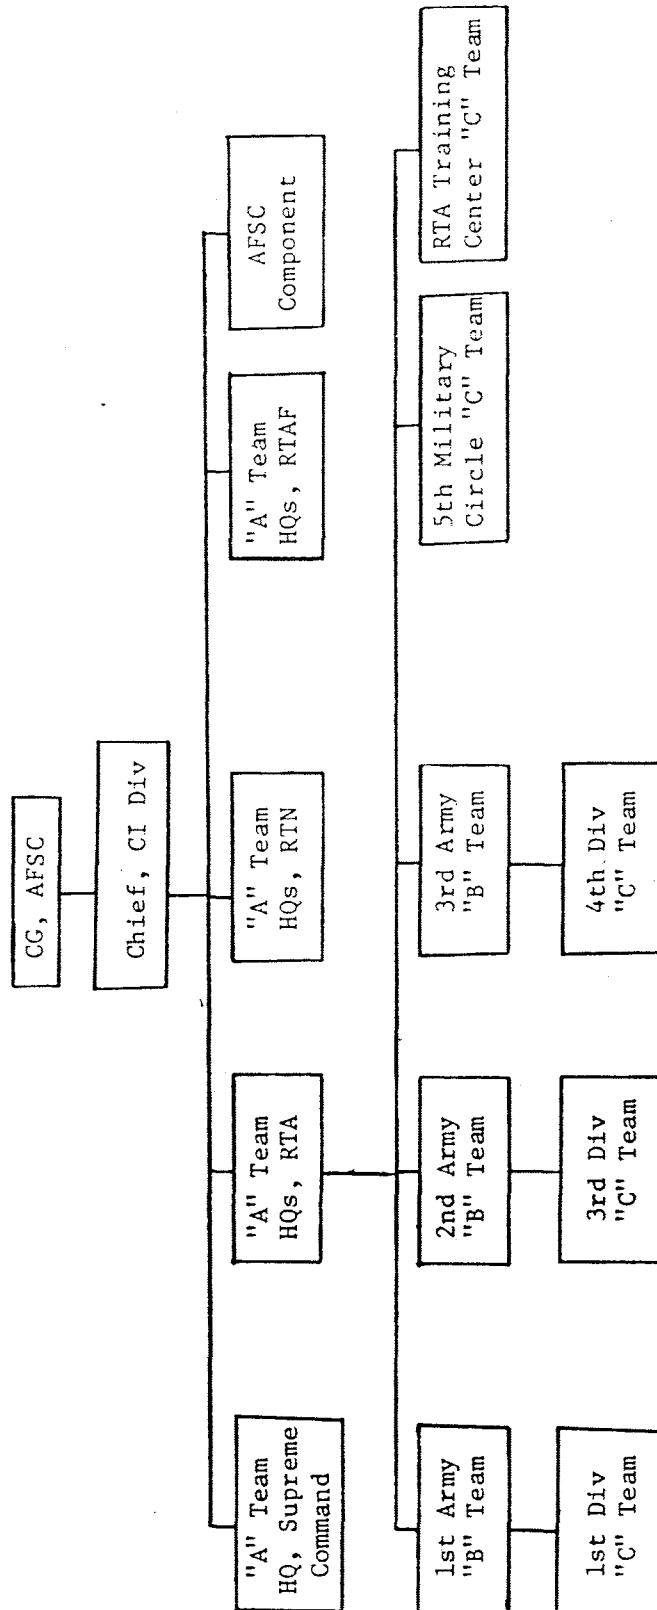 CG, AFSC
Chief, CI Div
"A" Team
HQ, Supreme
Command
"A" Team
HQs, RTA
"A" Team
HQs, RTN
"A" Team
HQs, RTAF
AFSC
Component
1st Army
"B" Team
2nd Army
"B" Team
3rd Army
"B" Team
5th Military
Circle "C" Team
RTA Training
Center "C" Team
1st Div
"C" Team
3rd Div
"C" Team
4th Div
"C" Team